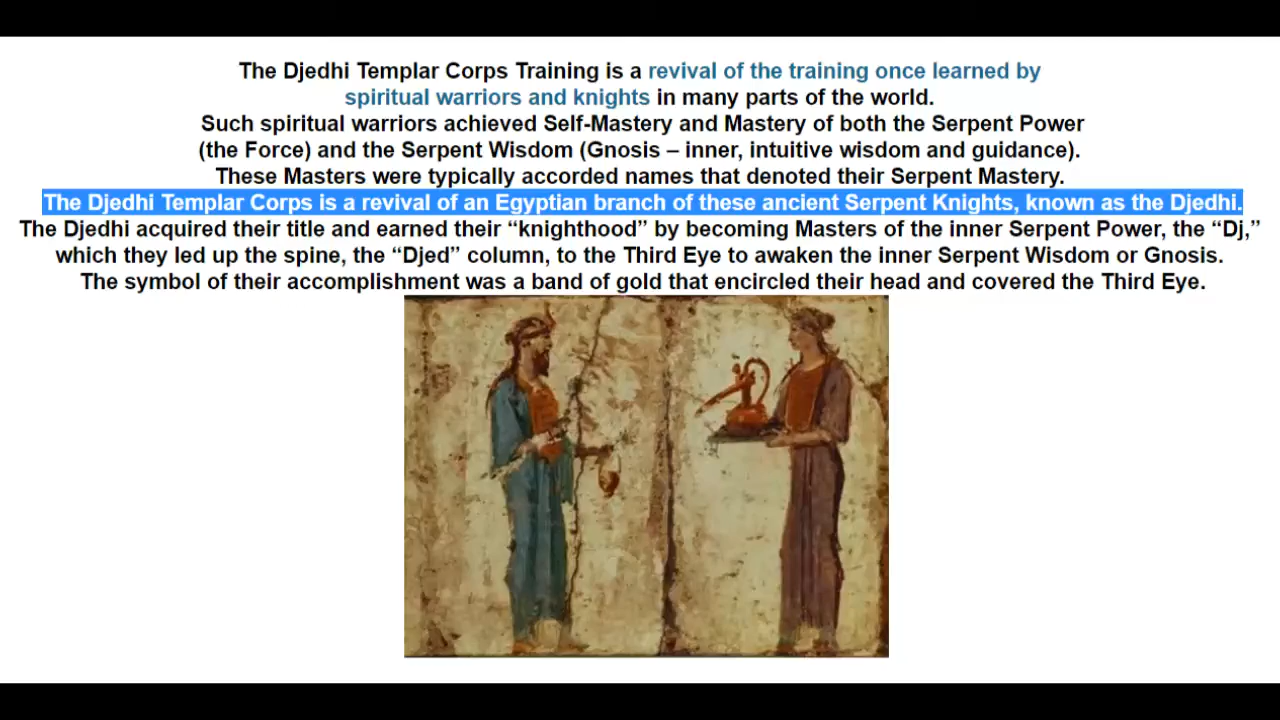 The Djedhi Templar Corps Training is a revival of the training once learned by
spiritual warriors and knights in many parts of the world.
Such spiritual warriors achieved Self-Mastery and Mastery of both the Serpent Power
(the Force) and the Serpent Wisdom (Gnosis – inner, intuitive wisdom and guidance).
These Masters were typically accorded names that denoted their Serpent Mastery.
The Djedhi Templar Corps is a revival of an Egyptian branch of these ancient Serpent Knights, known as the Djedhi.
The Djedhi acquired their title and earned their “knighthood” by becoming Masters of the inner Serpent Power, the “Dj,”
which they led up the spine, the “Djed” column, to the Third Eye to awaken the inner Serpent Wisdom or Gnosis.
The symbol of their accomplishment was a band of gold that encircled their head and covered the Third Eye.